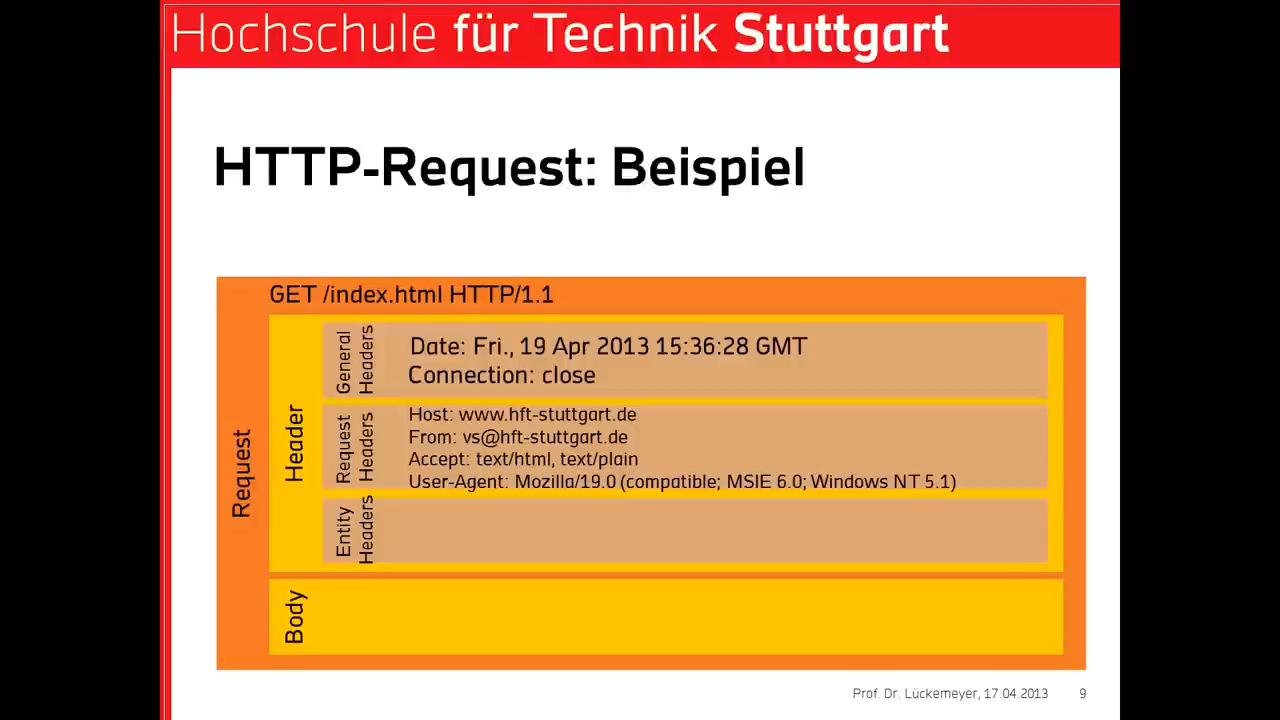 Hochschule für Technik Stuttgart
HTTP-Request: Beispiel
Request
GET /index.html HTTP/1.1
Header
General
Headers
Date: Fri., 19 Apr 2013 15:36:28 GMT
Connection: close
Request
Headers
Host: www.hft-stuttgart.de
From: vs@hft-stuttgart.de
Accept: text/html, text/plain
User-Agent: Mozilla/19.0 (compatible; MSIE 6.0; Windows NT 5.1)
Entity
Headers
Body
Prof. Dr. Lückemeyer, 17.04.2013 9